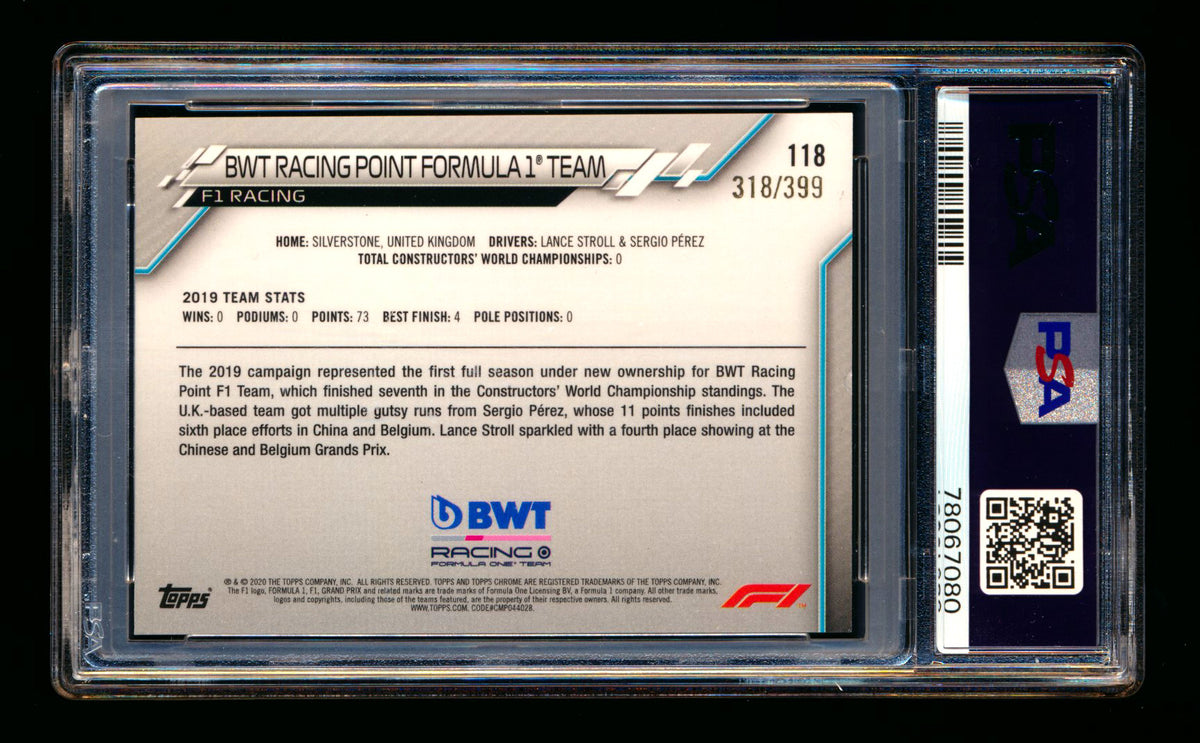 BWT RACING POINT FORMULA 1® TEAM
F1 RACING
118
318/399
HOME: SILVERSTONE, UNITED KINGDOM DRIVERS: LANCE STROLL & SERGIO PÉREZ
TOTAL CONSTRUCTORS' WORLD CHAMPIONSHIPS: 0
2019 TEAM STATS
WINS: 0 PODIUMS: 0 POINTS: 73 BEST FINISH: 4 POLE POSITIONS: 0
The 2019 campaign represented the first full season under new ownership for BWT Racing
Point F1 Team, which finished seventh in the Constructors' World Championship standings. The
U.K.-based team got multiple gutsy runs from Sergio Pérez, whose 11 points finishes included
sixth place efforts in China and Belgium. Lance Stroll sparkled with a fourth place showing at the
Chinese and Belgium Grands Prix.
BWT
RACING
FORMULA ONE™ TEAM
Topps®
® & © 2020 THE TOPPS COMPANY, INC. ALL RIGHTS RESERVED. TOPPS AND TOPPS CHROME ARE REGISTERED TRADEMARKS OF THE TOPPS COMPANY, INC.
The F1 logo, FORMULA 1, F1, GRAND PRIX and related marks are trade marks of Formula One Licensing BV, a Formula 1 company. All other trade marks,
logos and copyrights, including those of the teams featured, are the property of their respective owners. All rights reserved.
WWW.TOPPS.COM. CODE#CMP044028.
F1™
PSA
PSA
PSA
78067080